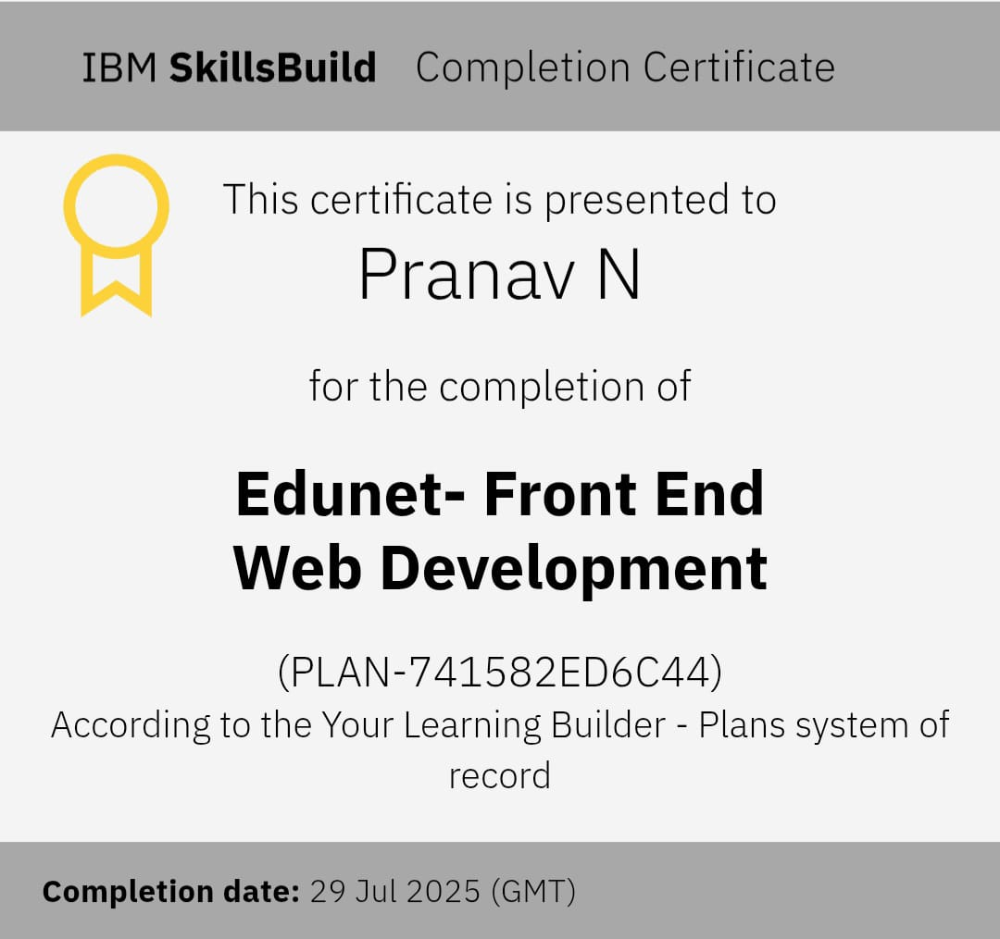 IBM SkillsBuild Completion Certificate
This certificate is presented to
Pranav N
for the completion of
Edunet- Front End
Web Development
(PLAN-741582ED6C44)
According to the Your Learning Builder - Plans system of
record
Completion date: 29 Jul 2025 (GMT)